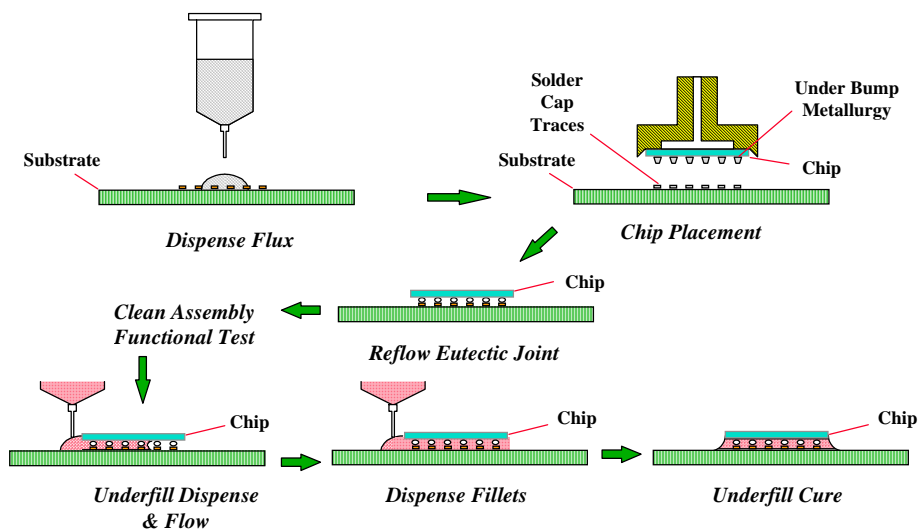 Substrate
Dispense Flux
Solder
Cap
Traces
Under Bump
Metallurgy
Chip
Substrate
Chip Placement
Chip
Reflow Eutectic Joint
Clean Assembly
Functional Test
Chip
Underfill Dispense
& Flow
Chip
Dispense Fillets
Chip
Underfill Cure